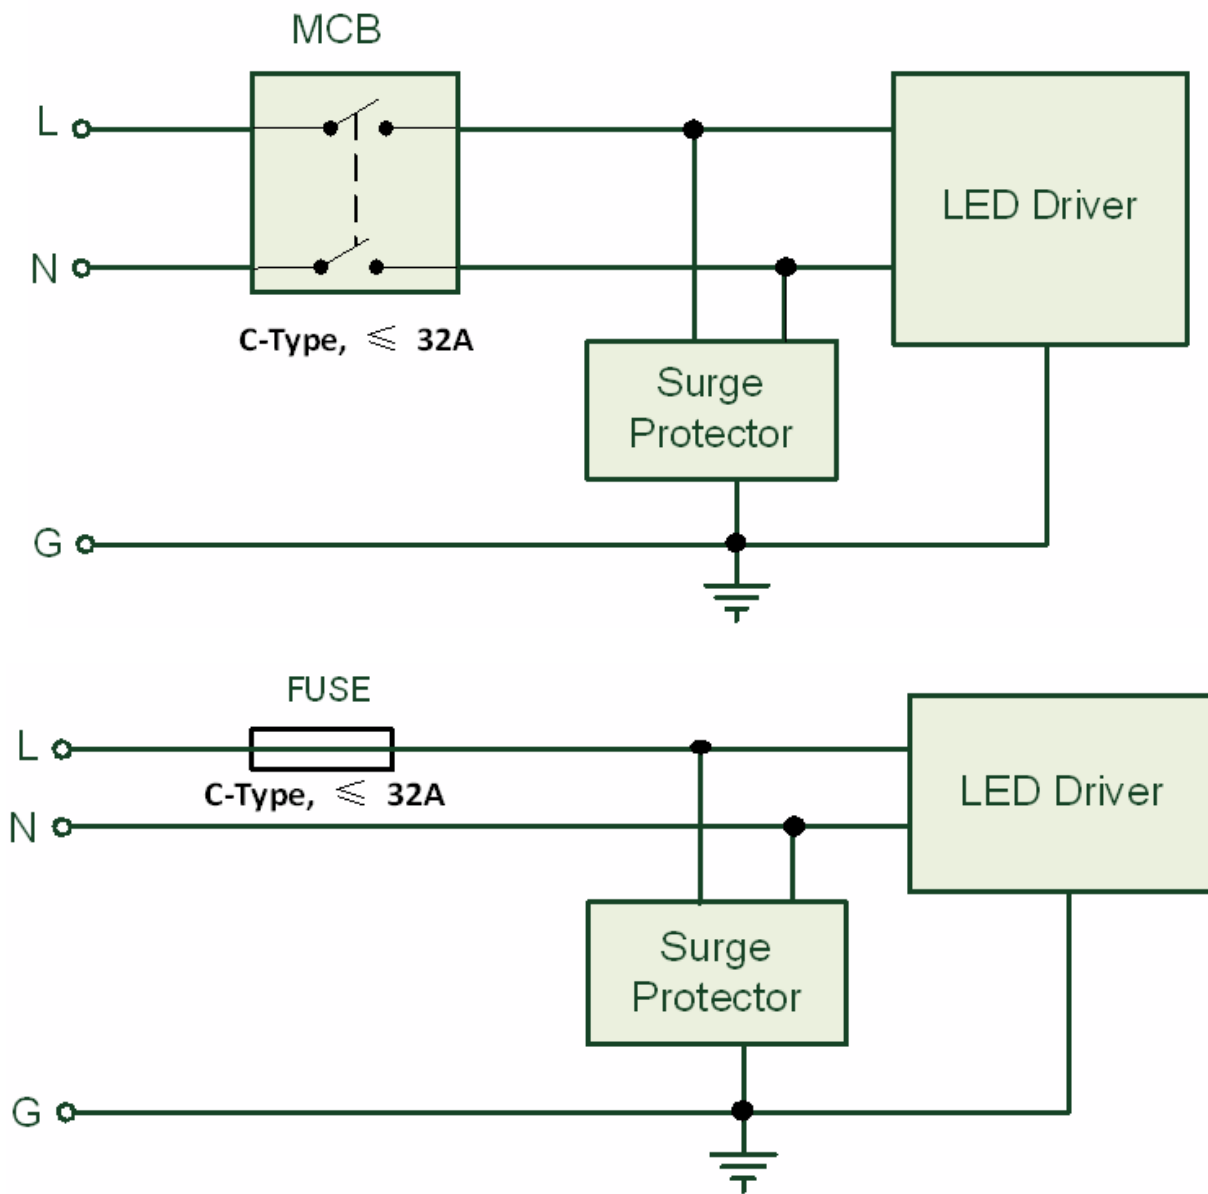 MCB
L
N
LED Driver
C-Type, ≤ 32A
Surge
Protector
G
FUSE
L
C-Type, ≤ 32A
N
LED Driver
Surge
Protector
G